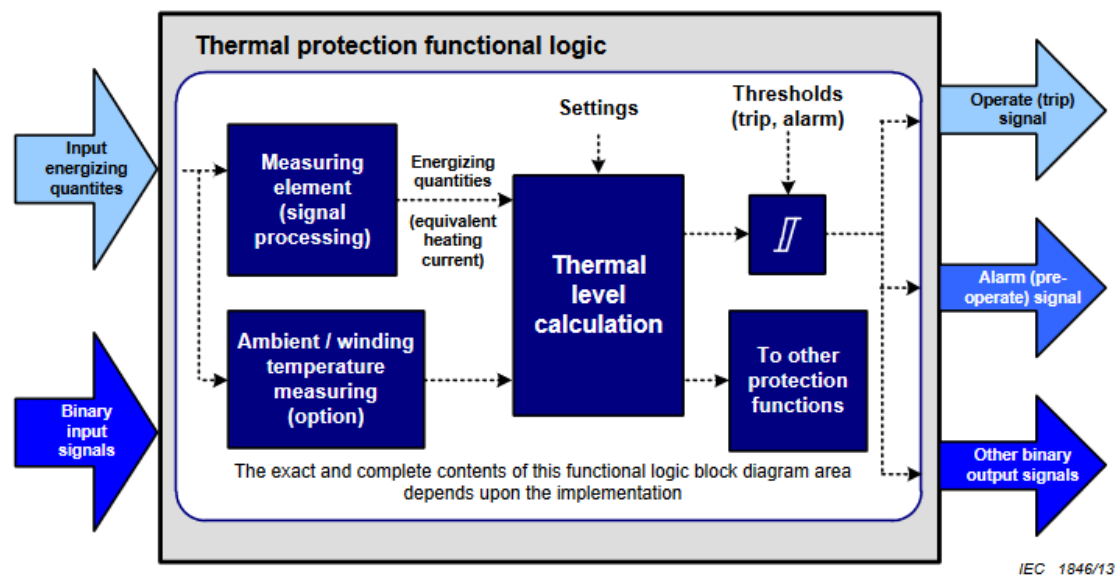 Thermal protection functional logic
Input
energizing
quantites
Binary
input
signals
Measuring
element
(signal
processing)
Ambient / winding
temperature
measuring
(option)
Energizing
quantities
(equivalent
heating
current)
Settings
Thermal
level
calculation
Thresholds
(trip, alarm)
To other
protection
functions
The exact and complete contents of this functional logic block diagram area
depends upon the implementation
Operate (trip)
signal
Alarm (pre-
operate) signal
Other binary
output signals
IEC 1846/13